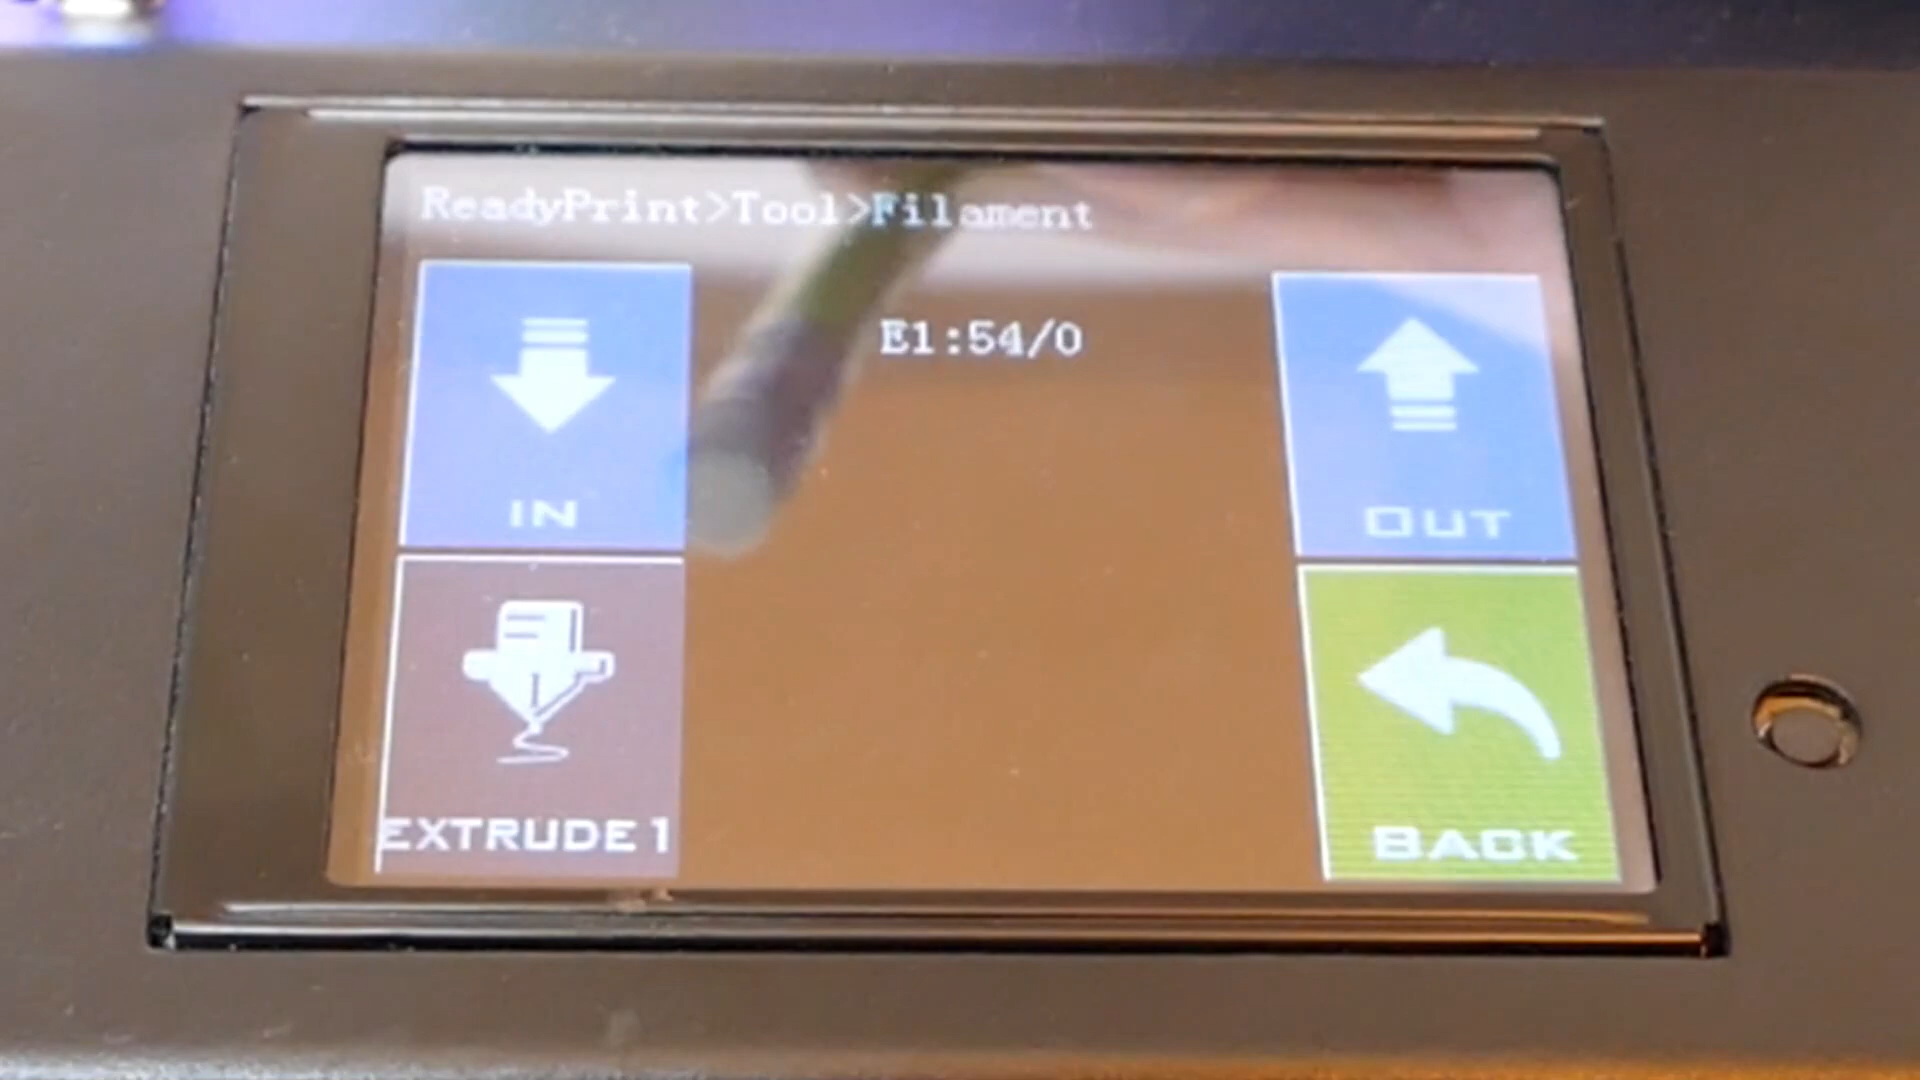 ReadyPrint>Tool>Filament
E1:54/0
IN
OUT
EXTRUDE 1
BACK